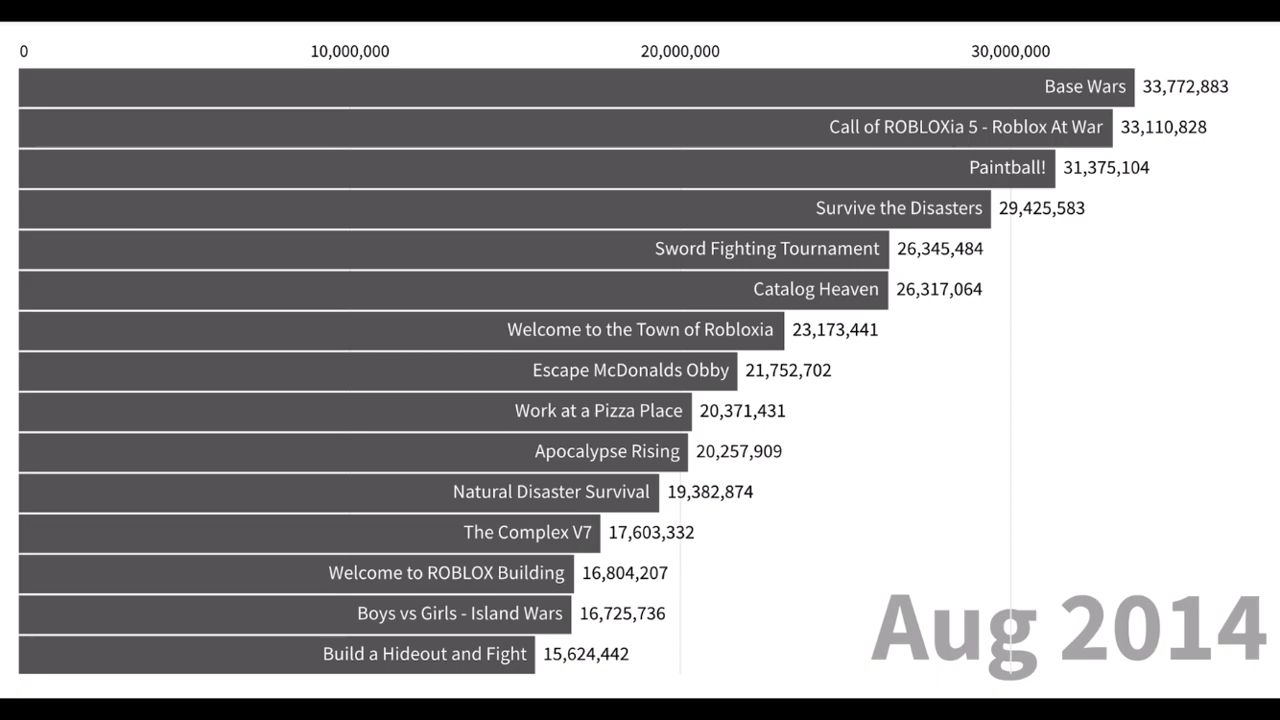 0 10,000,000 20,000,000 30,000,000
Base Wars 33,772,883
Call of ROBLOXia 5 - Roblox At War 33,110,828
Paintball! 31,375,104
Survive the Disasters 29,425,583
Sword Fighting Tournament 26,345,484
Catalog Heaven 26,317,064
Welcome to the Town of Robloxia 23,173,441
Escape McDonalds Obby 21,752,702
Work at a Pizza Place 20,371,431
Apocalypse Rising 20,257,909
Natural Disaster Survival 19,382,874
The Complex V7 17,603,332
Welcome to ROBLOX Building 16,804,207
Boys vs Girls - Island Wars 16,725,736
Build a Hideout and Fight 15,624,442
Aug 2014